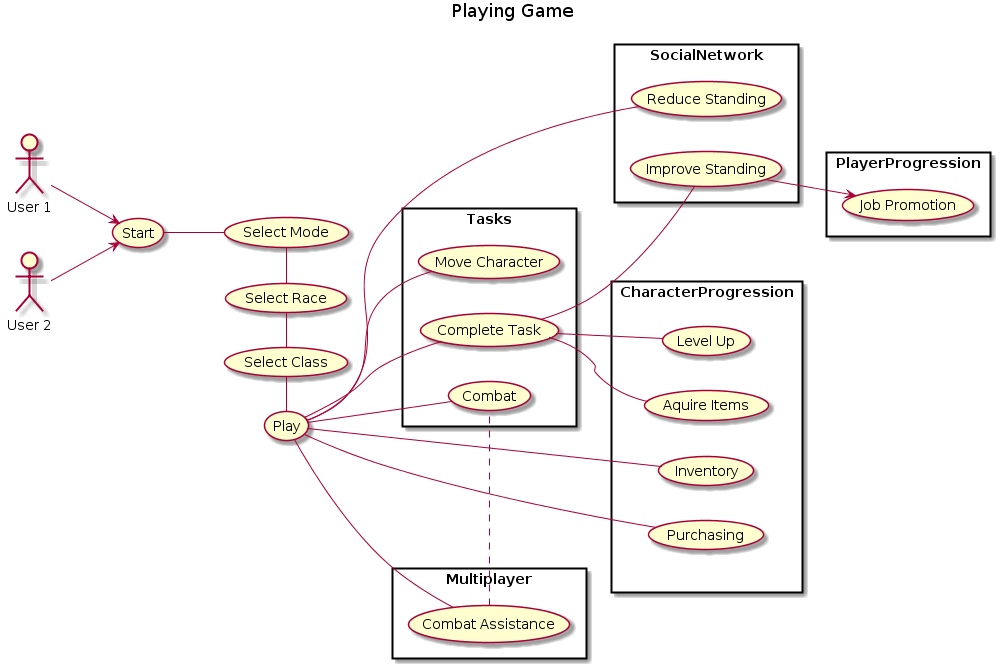 Playing Game
User 1
User 2
Start
Select Mode
Select Race
Select Class
Play
Tasks
Move Character
Complete Task
Combat
Multiplayer
Combat Assistance
SocialNetwork
Reduce Standing
Improve Standing
CharacterProgression
Level Up
Aquire Items
Inventory
Purchasing
PlayerProgression
Job Promotion